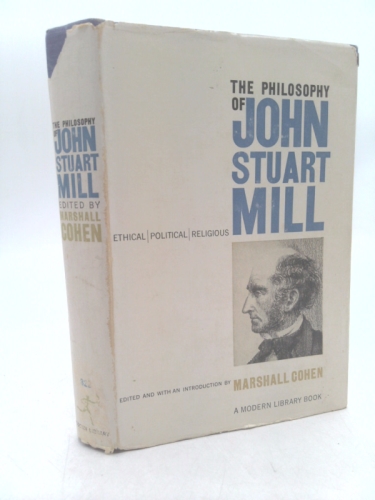 THE PHILOSOPHY
OF
JOHN
STUART
MILL
EDITED BY
MARSHALL
COHEN
THE PHILOSOPHY
OF
JOHN
STUART
MILL
ETHICAL|POLITICAL|RELIGIOUS
EDITED AND WITH AN INTRODUCTION BY MARSHALL COHEN
A MODERN LIBRARY BOOK